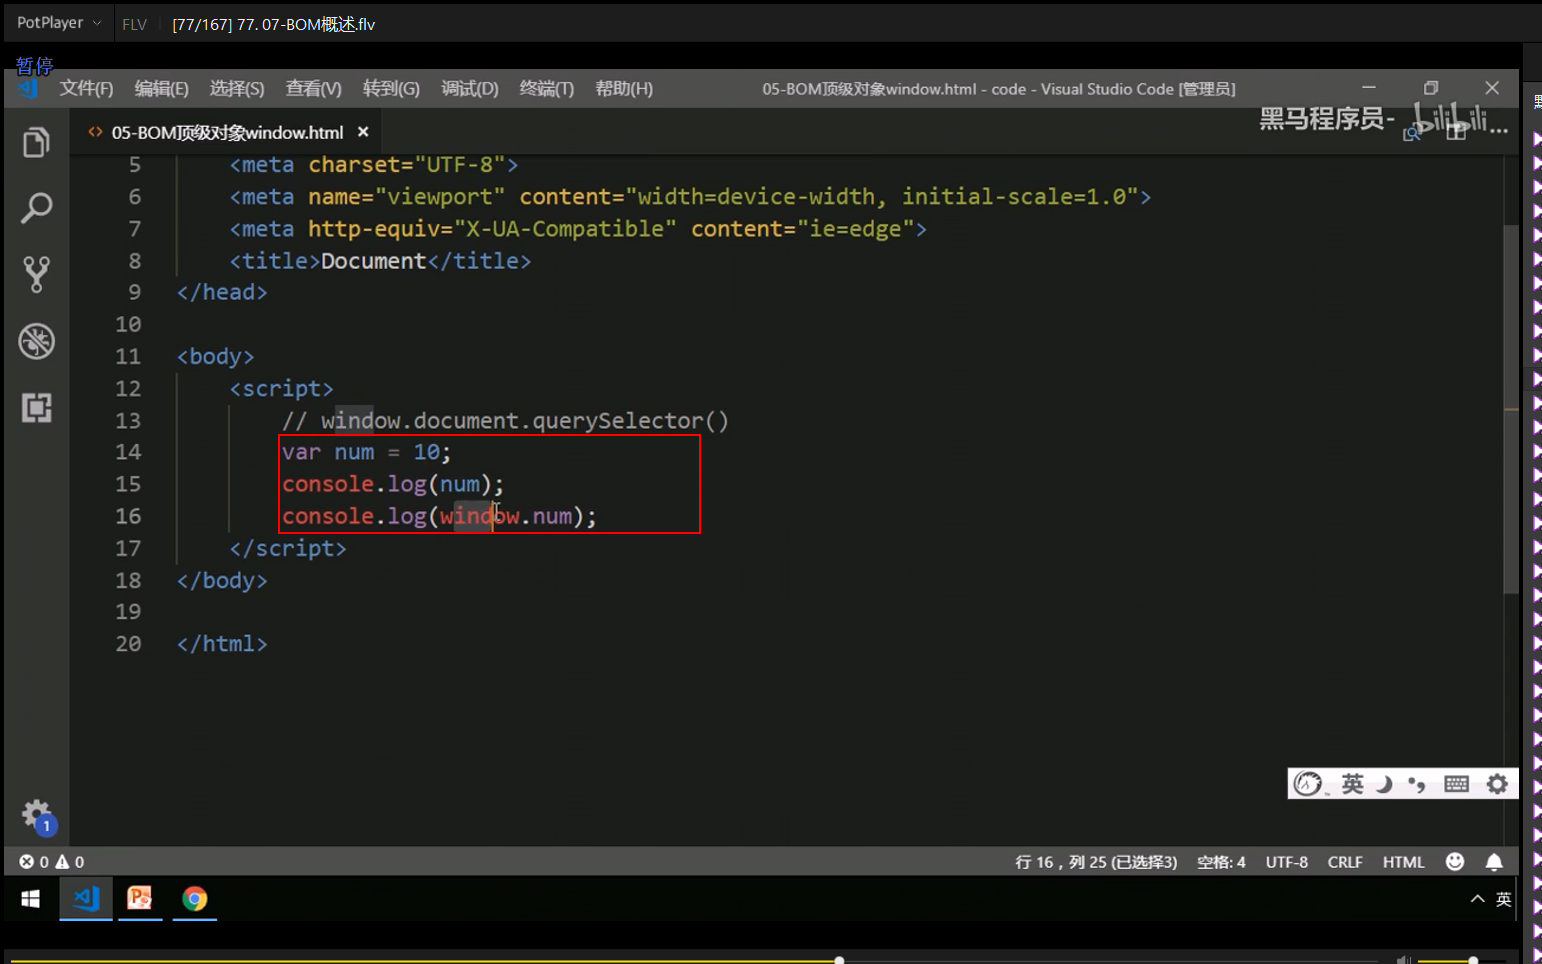 PotPlayer FLV [77/167] 77. 07-BOM概述.flv
暂停
文件(F) 编辑(E) 选择(S) 查看(V) 转到(G) 调试(D) 终端(T) 帮助(H) 05-BOM顶级对象window.html - code - Visual Studio Code [管理员]
黑马程序员- bilibili
05-BOM顶级对象window.html
5 <meta charset="UTF-8">
6 <meta name="viewport" content="width=device-width, initial-scale=1.0">
7 <meta http-equiv="X-UA-Compatible" content="ie=edge">
8 <title>Document</title>
9 </head>
10
11 <body>
12 <script>
13 // window.document.querySelector()
14 var num = 10;
15 console.log(num);
16 console.log(window.num);
17 </script>
18 </body>
19
20 </html>
英
1
0 0 行 16，列 25 (已选择3) 空格: 4 UTF-8 CRLF HTML
英